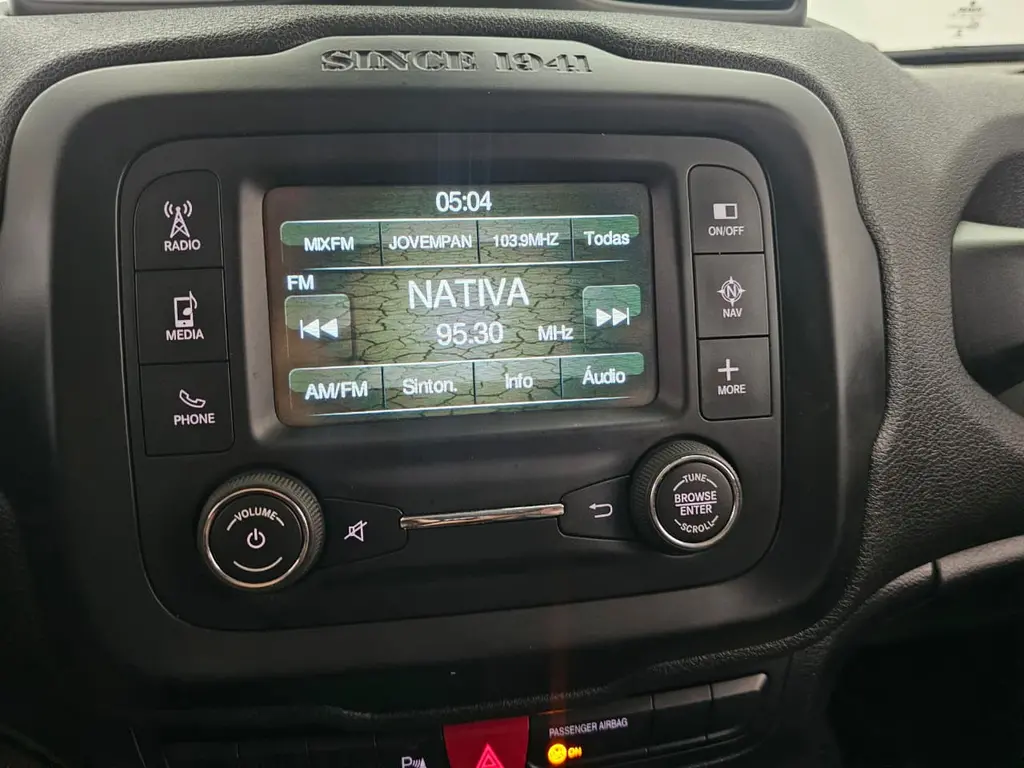 SINCE 1941
05:04
MIXFM JOVEMPAN 103.9MHZ Todas
FM
NATIVA
95.30 MHz
AM/FM Sinton. Info Áudio
RADIO
MEDIA
PHONE
ON/OFF
N
NAV
MORE
VOLUME
TUNE
BROWSE
ENTER
SCROLL
PASSENGER AIRBAG
ON
P